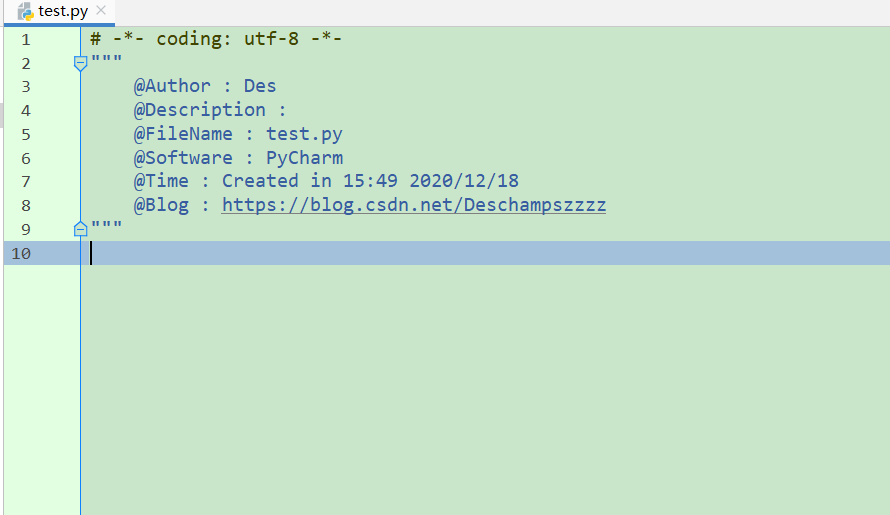 test.py
1 # -*- coding: utf-8 -*-
2 """
3 @Author : Des
4 @Description :
5 @FileName : test.py
6 @Software : PyCharm
7 @Time : Created in 15:49 2020/12/18
8 @Blog : https://blog.csdn.net/Deschampszzzz
9 """
10